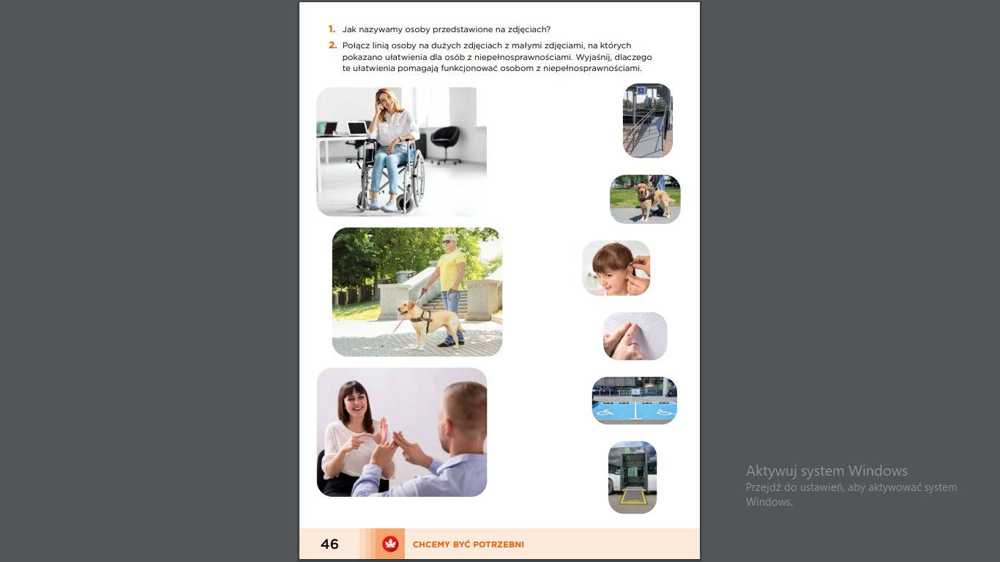 1. Jak nazywamy osoby przedstawione na zdjęciach?
2. Połącz linią osoby na dużych zdjęciach z małymi zdjęciami, na których
pokazano ułatwienia dla osób z niepełnosprawnościami. Wyjaśnij, dlaczego
te ułatwienia pomagają funkcjonować osobom z niepełnosprawnościami.
Aktywuj system Windows
Przejdź do ustawień, aby aktywować system
Windows.
46 CHCEMY BYĆ POTRZEBNI